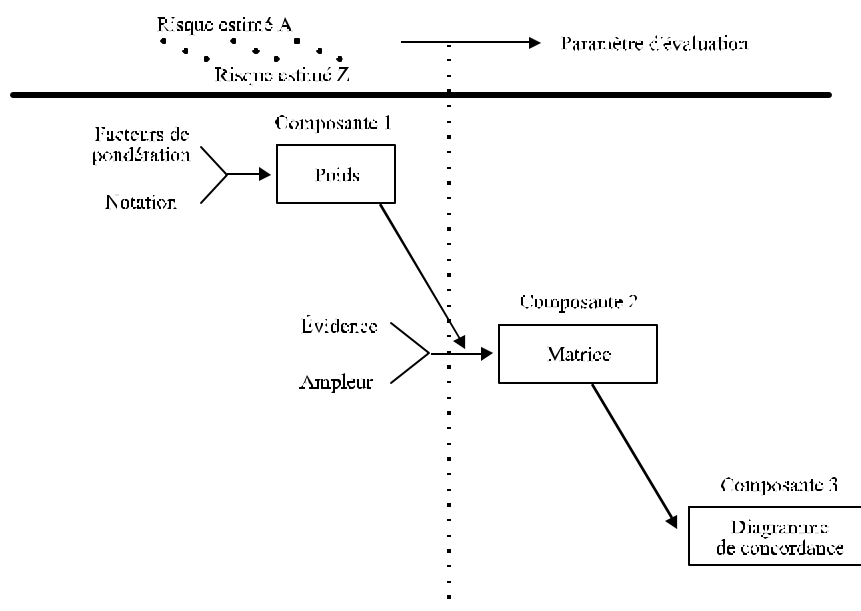 Risque estimé A
Paramètre d'évaluation
Risque estimé Z
Composante 1
Facteurs de
pondération
Poids
Notation
Composante 2
Évidence
Matrice
Ampleur
Composante 3
Diagramme
de concordance